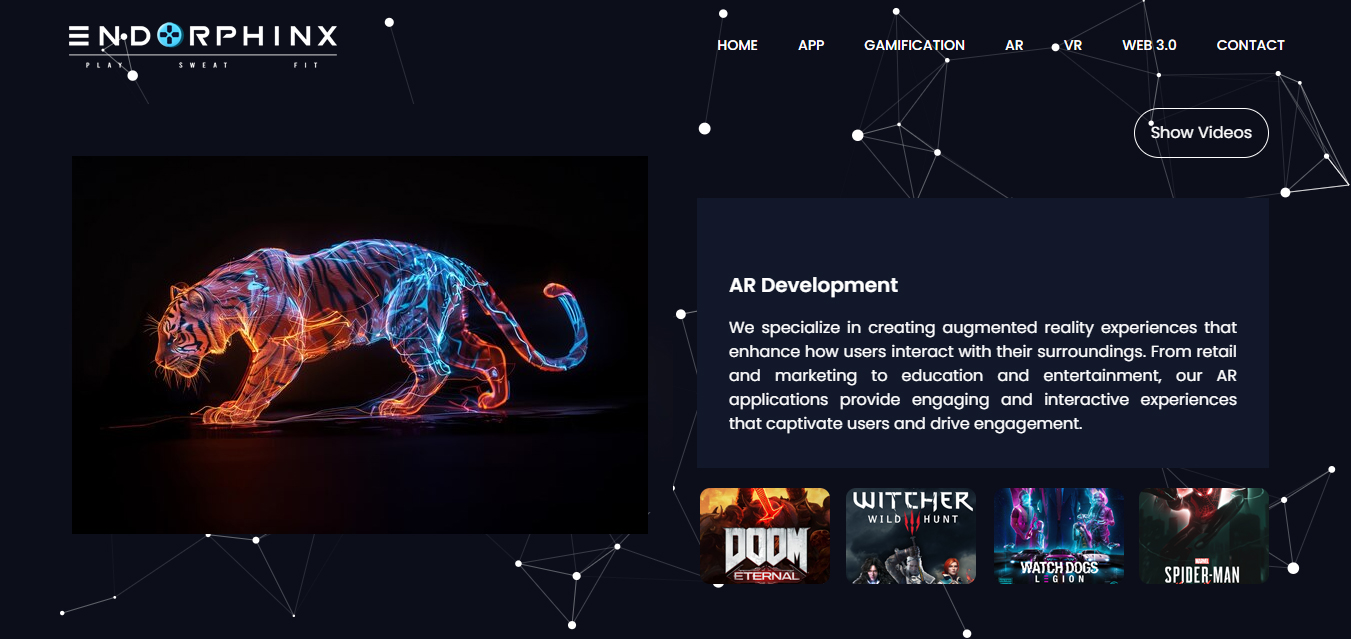 ENDORPHINX
PLAY SWEAT FIT
HOME APP GAMIFICATION AR VR WEB 3.0 CONTACT
Show Videos
AR Development
We specialize in creating augmented reality experiences that
enhance how users interact with their surroundings. From retail
and marketing to education and entertainment, our AR
applications provide engaging and interactive experiences
that captivate users and drive engagement.
DOOM
ETERNAL
WITCHER
WILD HUNT
WATCH DOGS
LEGION
MARVEL
SPIDER-MAN